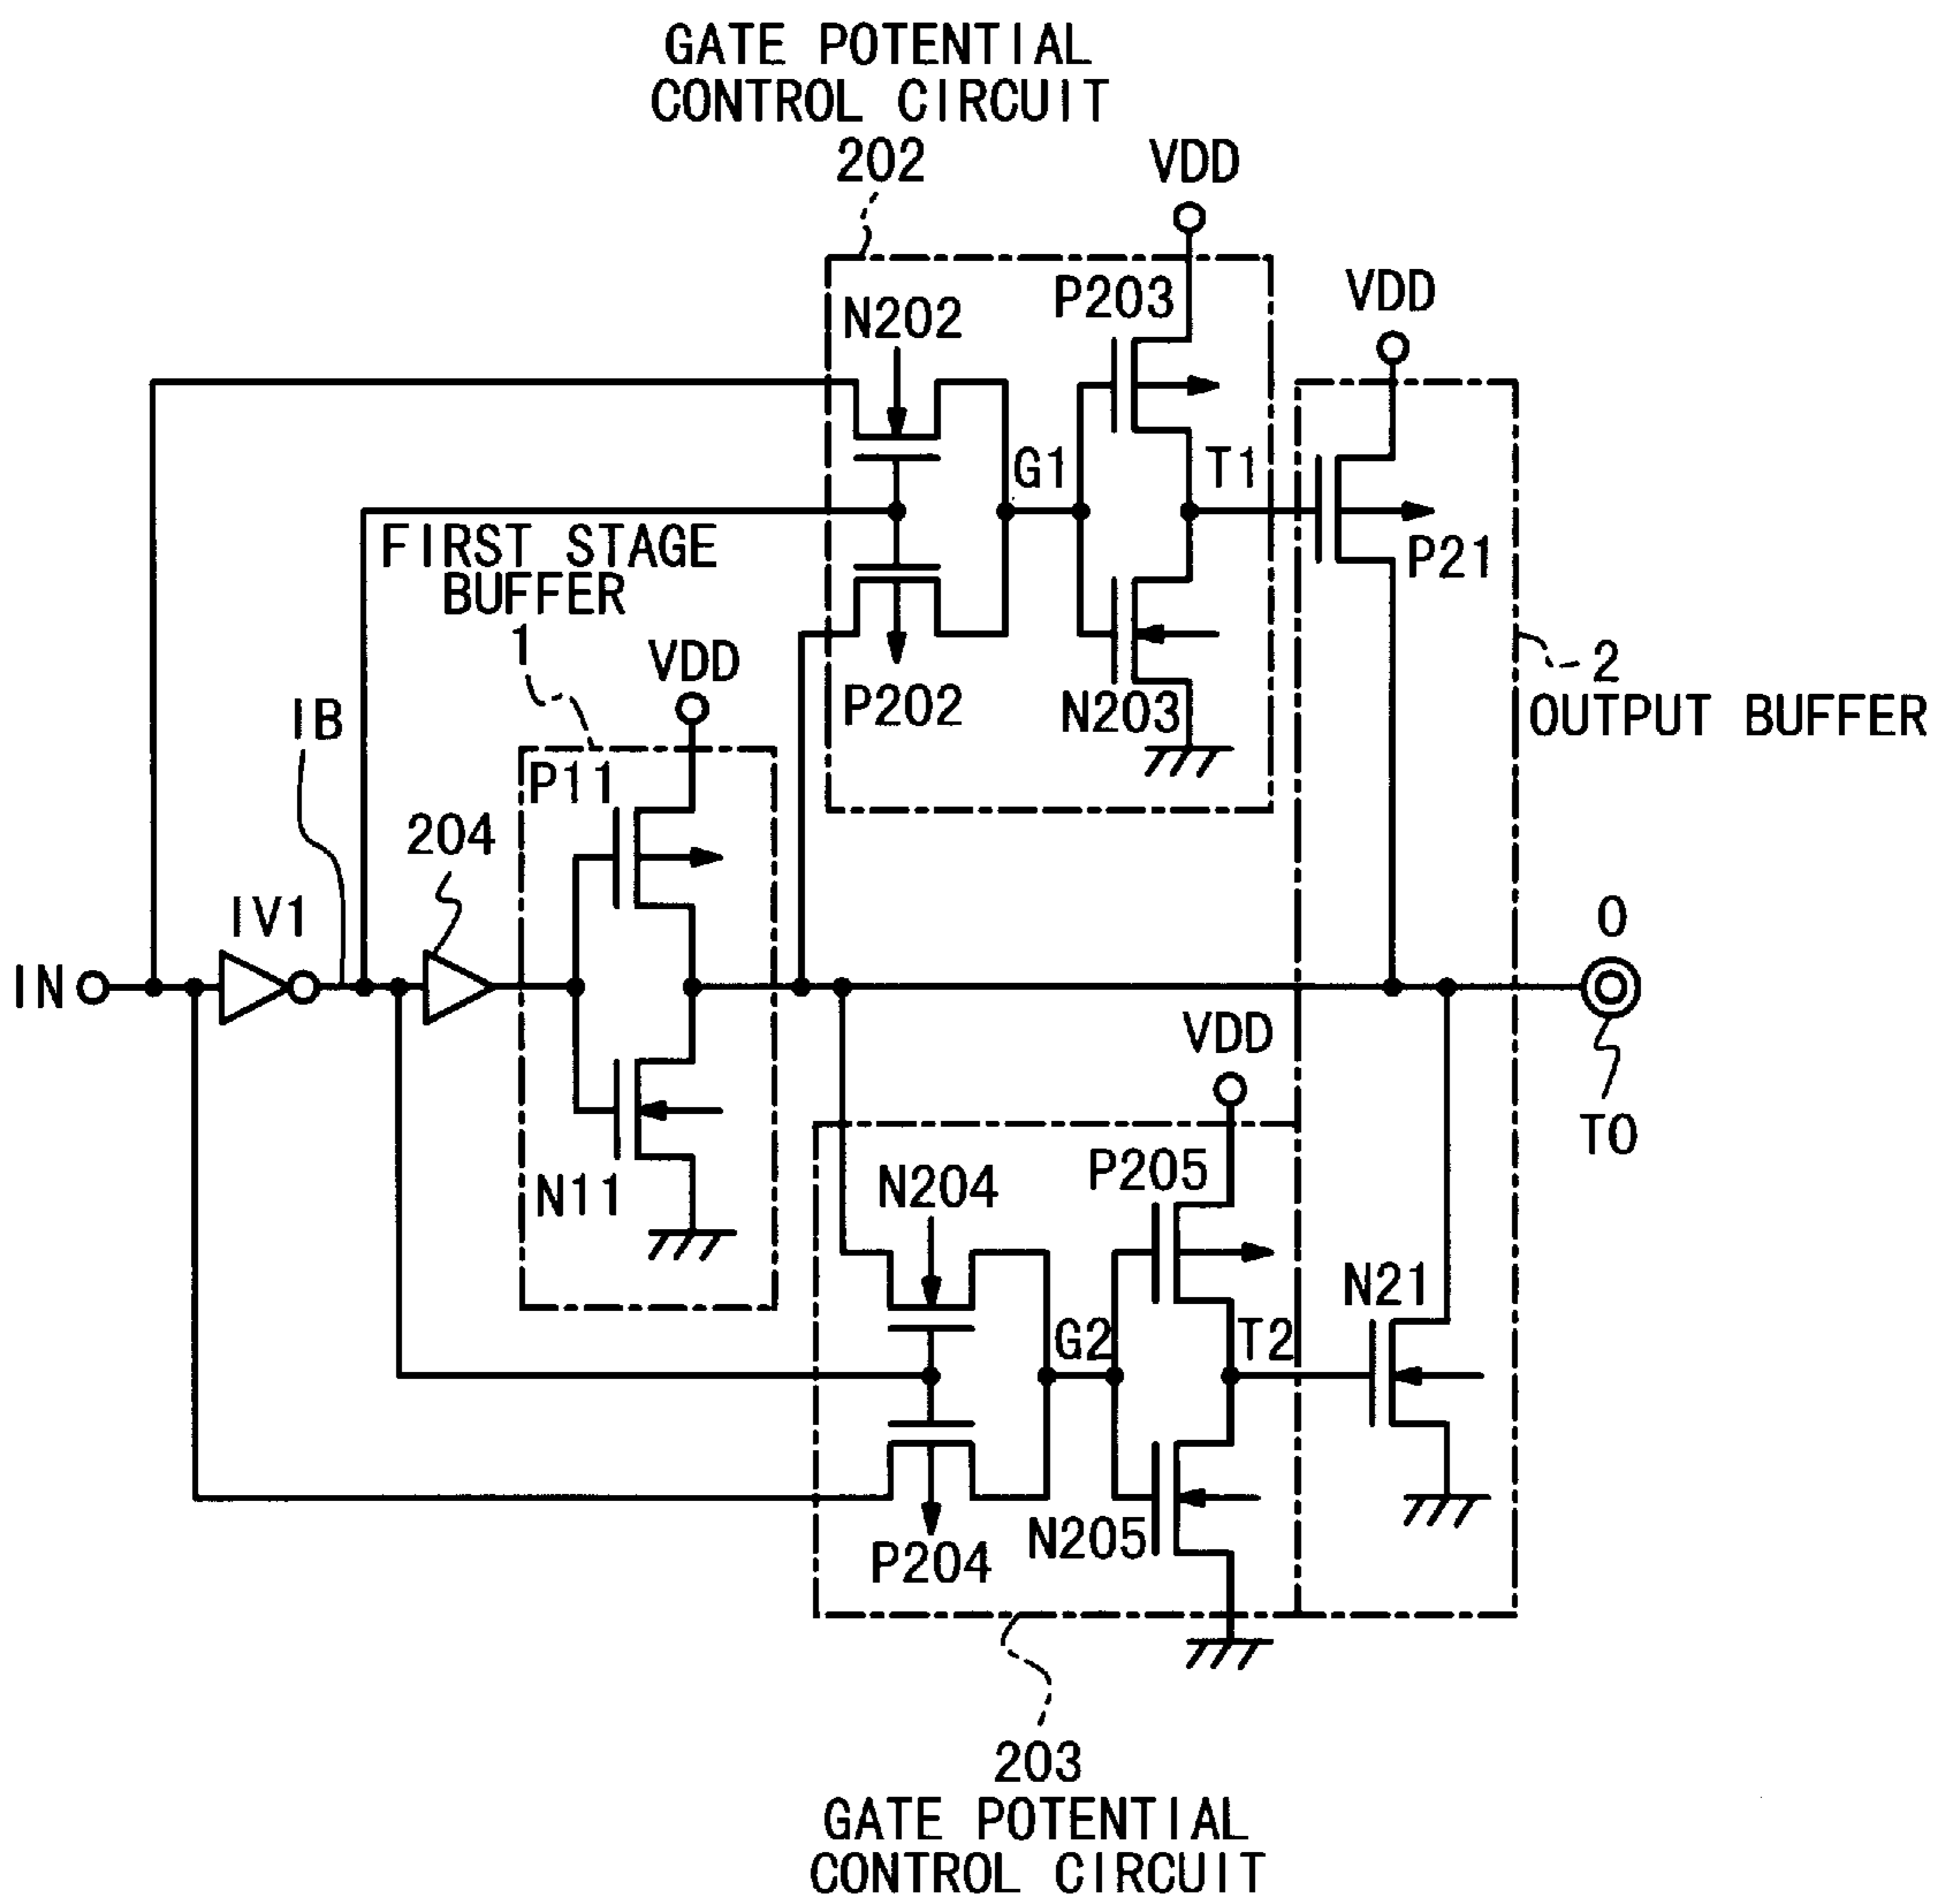 GATE POTENTIAL
CONTROL CIRCUIT
202
VDD
N202
P203
VDD
G1
T1
FIRST STAGE
BUFFER
1
P21
VDD
P202
N203
2
OUTPUT BUFFER
IB
P11
204
IV1
O
IN
VDD
TO
N204
P205
N11
N21
G2
T2
P204
N205
203
GATE POTENTIAL
CONTROL CIRCUIT